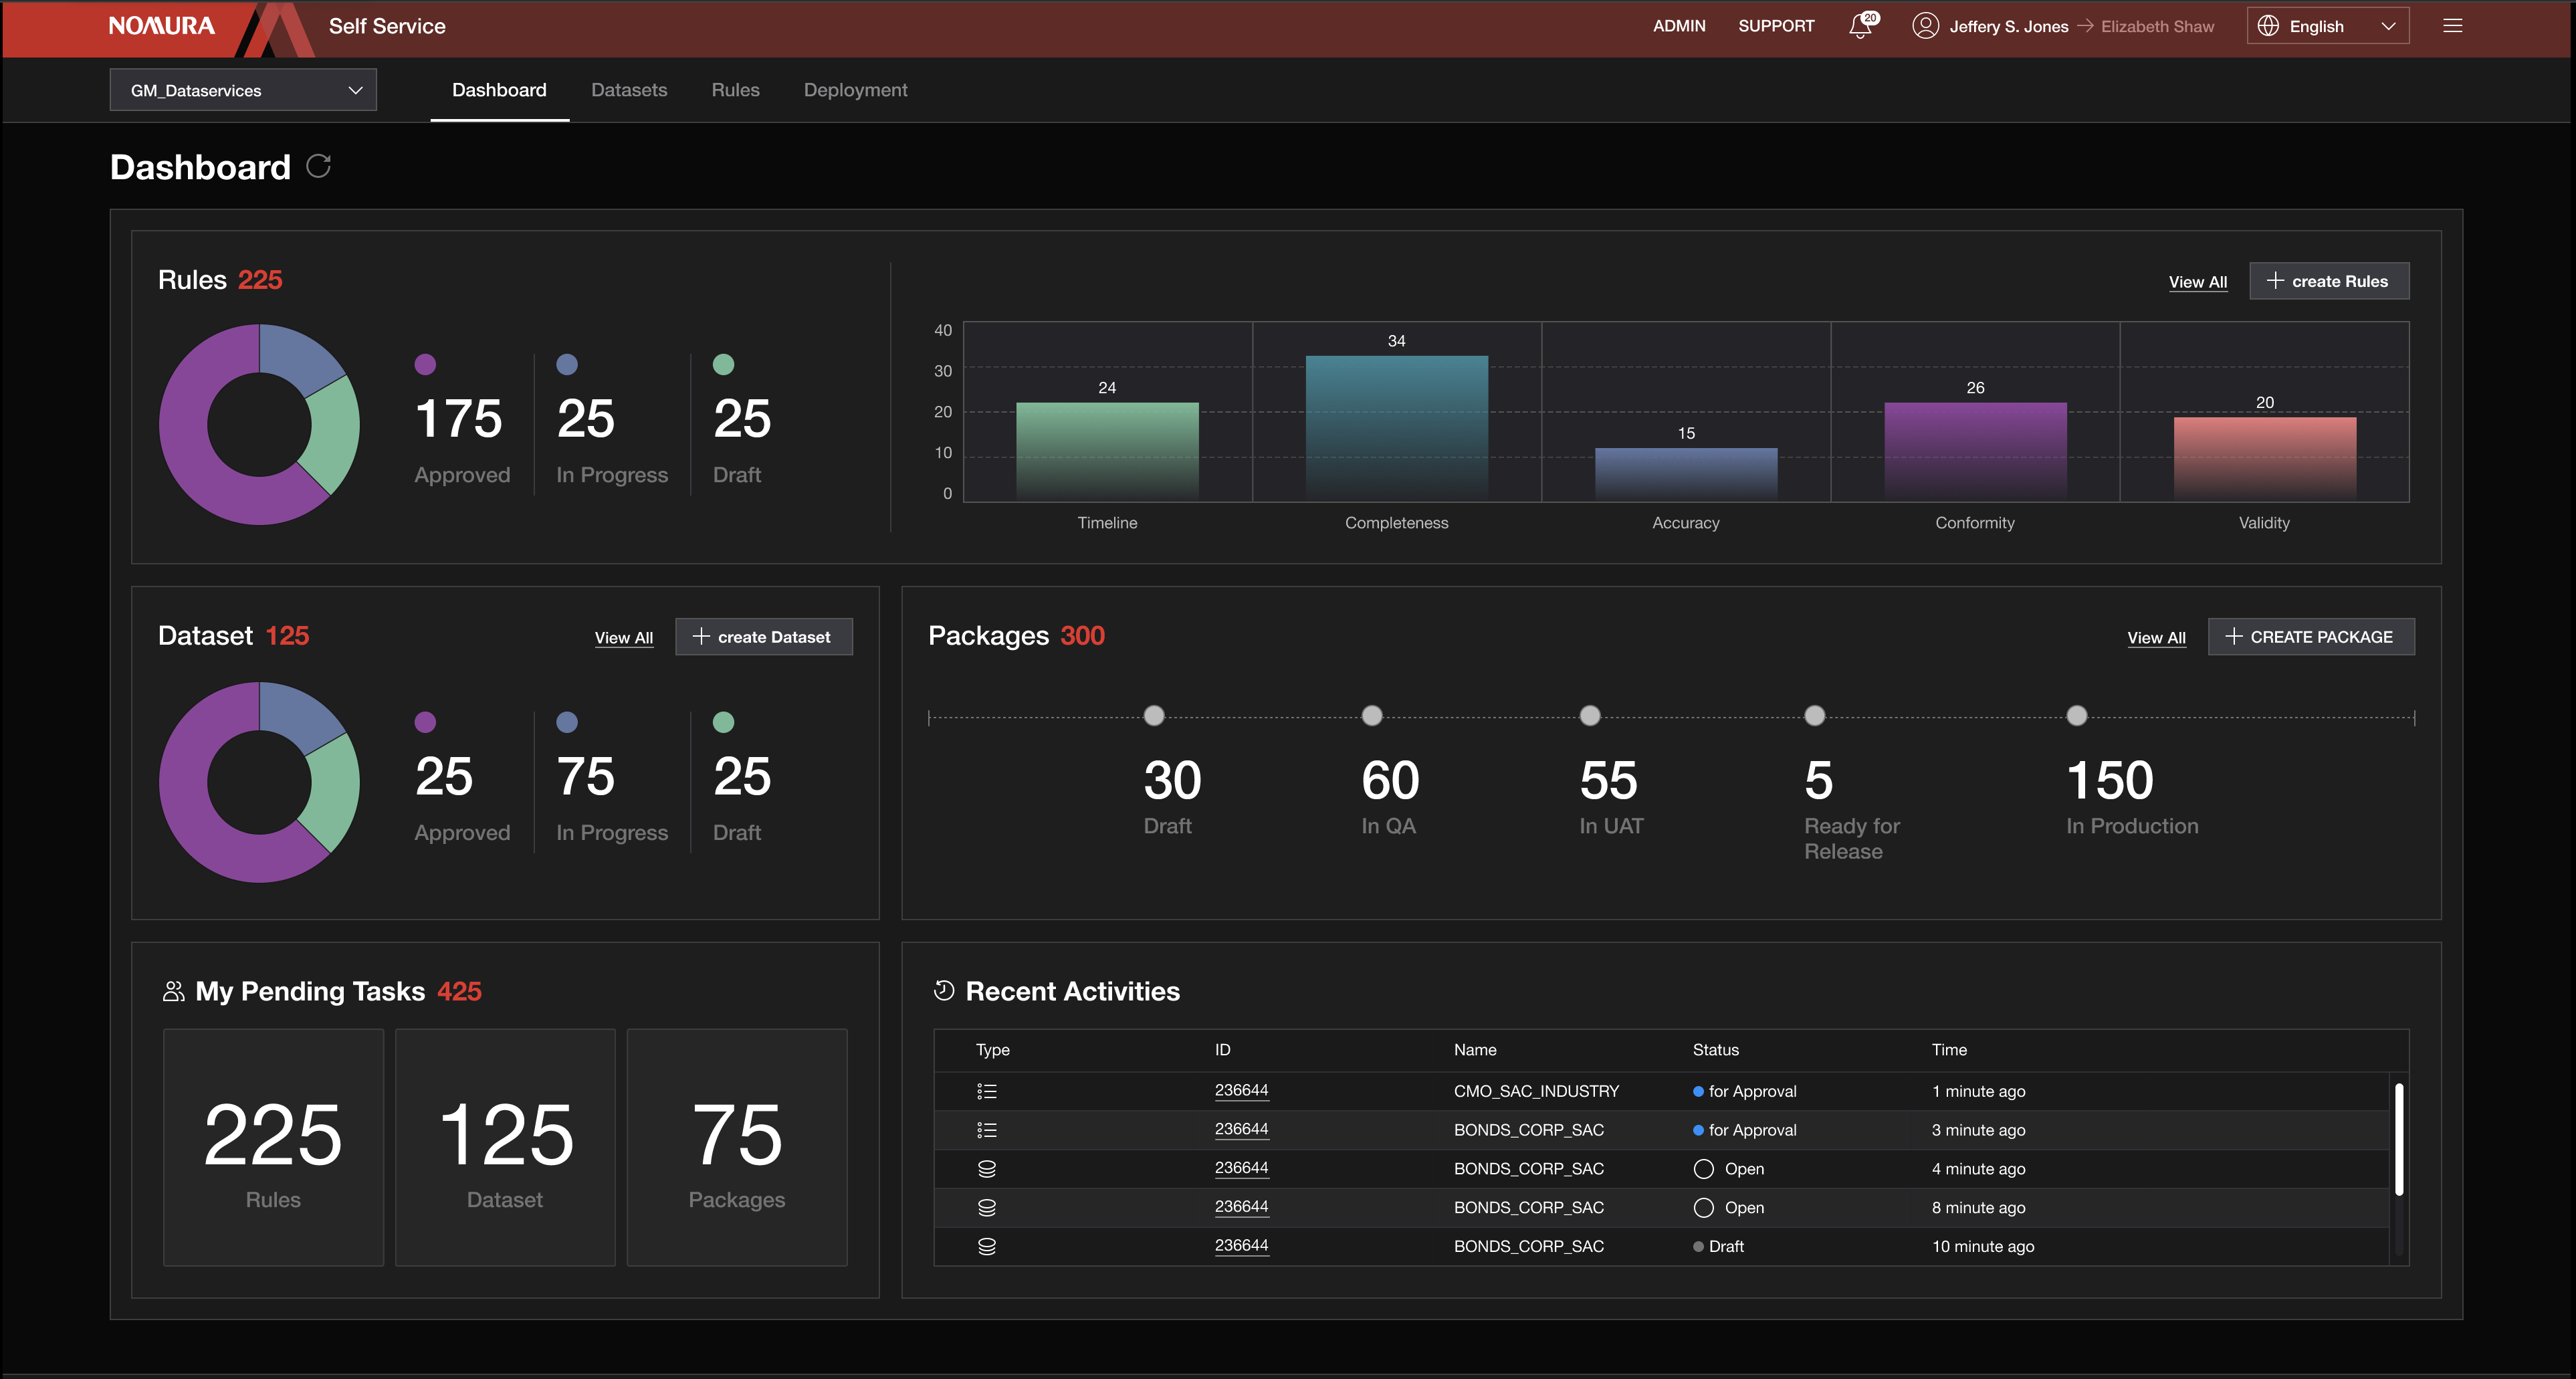 NOMURA
Self Service
ADMIN
SUPPORT
20
Jeffery S. Jones
Elizabeth Shaw
English
GM_Dataservices
Dashboard
Datasets
Rules
Deployment
Dashboard
Rules 225
View All
create Rules
175
25
25
Approved
In Progress
Draft
40
30
20
10
0
24
34
15
26
20
Timeline
Completeness
Accuracy
Conformity
Validity
Dataset 125
View All
create Dataset
25
75
25
Approved
In Progress
Draft
Packages 300
View All
CREATE PACKAGE
30
60
55
5
150
Draft
In QA
In UAT
Ready for
Release
In Production
My Pending Tasks 425
225
125
75
Rules
Dataset
Packages
Recent Activities
Type ID Name Status Time
236644 CMO_SAC_INDUSTRY for Approval 1 minute ago
236644 BONDS_CORP_SAC for Approval 3 minute ago
236644 BONDS_CORP_SAC Open 4 minute ago
236644 BONDS_CORP_SAC Open 8 minute ago
236644 BONDS_CORP_SAC Draft 10 minute ago